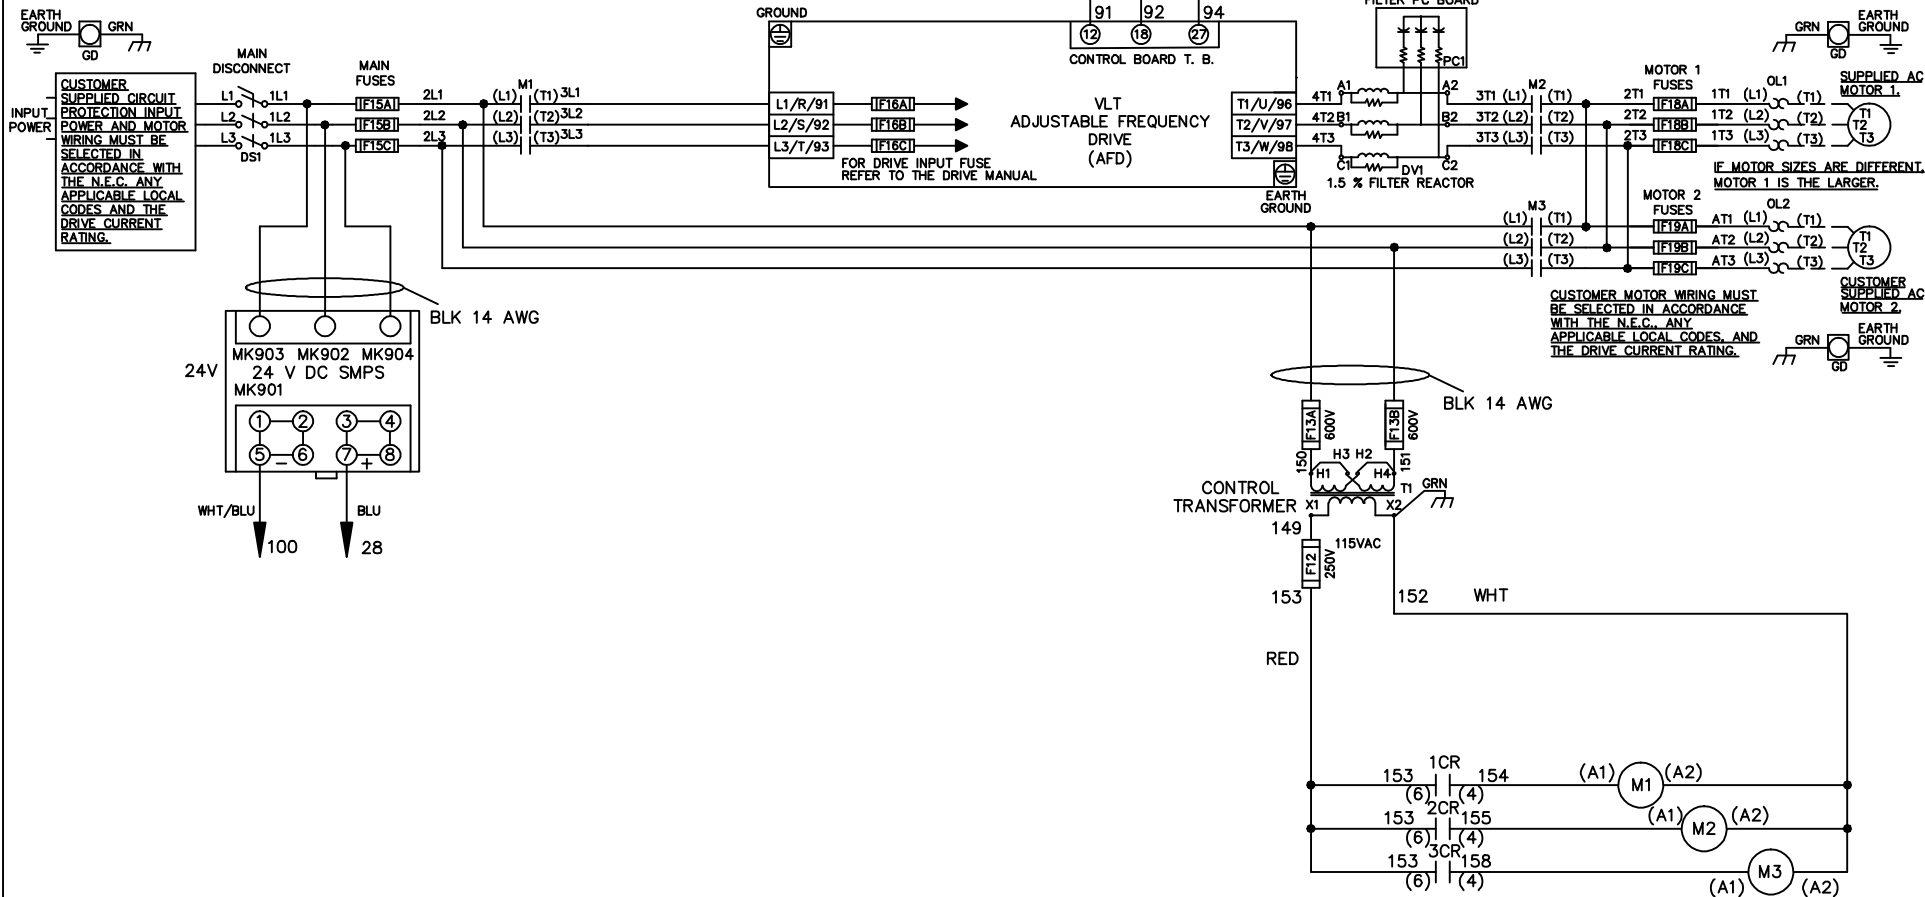 EARTH
GROUND
GRN
GD
INPUT
POWER
CUSTOMER
SUPPLIED CIRCUIT
PROTECTION INPUT
POWER AND MOTOR
WIRING MUST BE
SELECTED IN
ACCORDANCE WITH
THE N.E.C. ANY
APPLICABLE LOCAL
CODES AND THE
DRIVE CURRENT
RATING.
MAIN
DISCONNECT
L1 1L1
L2 1L2
L3 1L3
DS1
MAIN
FUSES
F15A
F15B
F15C
2L1
2L2
2L3
M1
(L1) (T1) 3L1
(L2) (T2) 3L2
(L3) (T3) 3L3
GROUND
L1/R/91
L2/S/92
L3/T/93
F16A
F16B
F16C
FOR DRIVE INPUT FUSE
REFER TO THE DRIVE MANUAL
91 92 94
12 18 27
CONTROL BOARD T. B.
VLT
ADJUSTABLE FREQUENCY
DRIVE
(AFD)
T1/U/96
T2/V/97
T3/W/98
EARTH
GROUND
FILTER PC BOARD
PC1
4T1 A1 A2
4T2 B1 B2
4T3 C1 C2
DV1
1.5 % FILTER REACTOR
M2
3T1 (L1) (T1)
3T2 (L2) (T2)
3T3 (L3) (T3)
MOTOR 1
FUSES
2T1 F18A 1T1 (L1) (T1)
2T2 F18B 1T2 (L2) (T2)
2T3 F18C 1T3 (L3) (T3)
OL1
GRN
GD
EARTH
GROUND
SUPPLIED AC
MOTOR 1.
T1
T2
T3
IF MOTOR SIZES ARE DIFFERENT,
MOTOR 1 IS THE LARGER.
M3
(L1) (T1)
(L2) (T2)
(L3) (T3)
MOTOR 2
FUSES
F19A AT1 (L1) (T1)
F19B AT2 (L2) (T2)
F19C AT3 (L3) (T3)
OL2
T1
T2
T3
CUSTOMER
SUPPLIED AC
MOTOR 2.
CUSTOMER MOTOR WIRING MUST
BE SELECTED IN ACCORDANCE
WITH THE N.E.C., ANY
APPLICABLE LOCAL CODES, AND
THE DRIVE CURRENT RATING.
GRN
GD
EARTH
GROUND
BLK 14 AWG
24V
MK903 MK902 MK904
24 V DC SMPS
MK901
1 2 3 4
5 6 7 8
- +
WHT/BLU
BLU
100
28
BLK 14 AWG
F13A
600V
F13B
600V
150
151
H3 H2
H1 H4
T1
GRN
CONTROL
TRANSFORMER
X1 X2
149
115VAC
F12
250V
153
152
WHT
RED
1CR
153 154 (A1) M1 (A2)
(6) (4)
2CR
153 155 (A1) M2 (A2)
(6) (4)
3CR
153 158 M3
(6) (4) (A1) (A2)